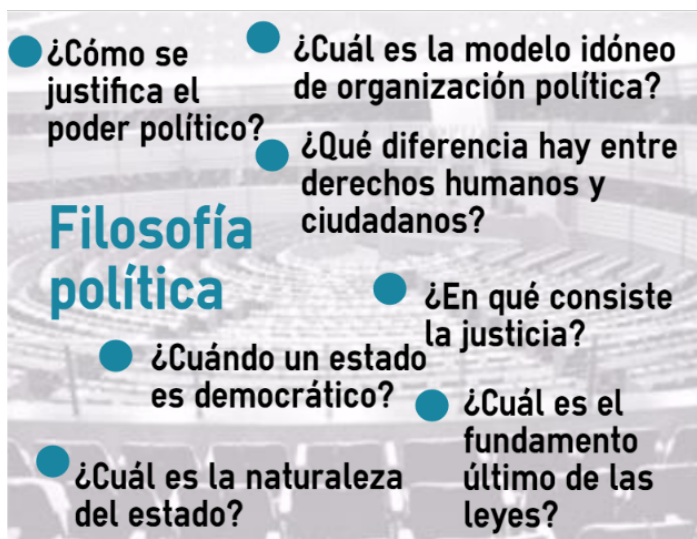 ¿Cómo se
justifica el
poder político?
¿Cuál es la modelo idóneo
de organización política?
¿Qué diferencia hay entre
derechos humanos y
ciudadanos?
Filosofía
política
¿En qué consiste
la justicia?
¿Cuándo un estado
es democrático?
¿Cuál es el
fundamento
último de las
leyes?
¿Cuál es la naturaleza
del estado?